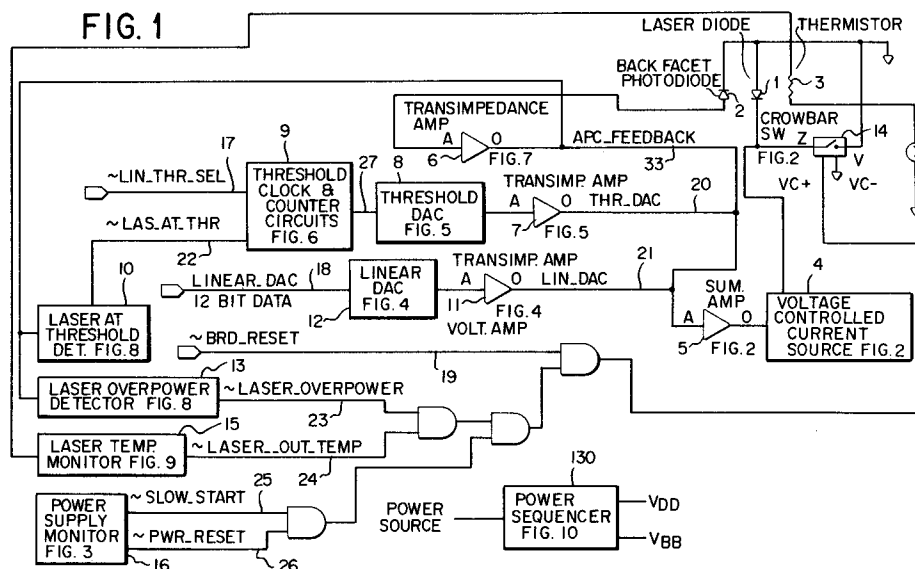 FIG. 1
LASER DIODE
THERMISTOR
BACK FACET
PHOTODIODE
1
2
3
TRANSIMPEDANCE
AMP
A
O
6
FIG. 7
APC_FEEDBACK
33
CROWBAR
SW
FIG. 2
Z
14
V
VC+
VC-
9
17
~LIN_THR_SEL
THRESHOLD
CLOCK &
COUNTER
CIRCUITS
FIG. 6
27
8
THRESHOLD
DAC
FIG. 5
TRANSIMP. AMP
A
O
7
FIG. 5
THR_DAC
20
~LAS_AT_THR
22
10
LASER AT
THRESHOLD
DET. FIG. 8
LINEAR_DAC
18
12 BIT DATA
LINEAR
DAC
FIG. 4
12
TRANSIMP. AMP
A
O
11
FIG. 4
VOLT. AMP
LIN_DAC
21
SUM.
AMP
A
O
5
FIG. 2
4
VOLTAGE
CONTROLLED
CURRENT
SOURCE FIG. 2
~BRD_RESET
19
13
LASER OVERPOWER
DETECTOR FIG. 8
~LASER_OVERPOWER
23
15
LASER TEMP.
MONITOR FIG. 9
~LASER__OUT_TEMP
24
POWER
SUPPLY
MONITOR
FIG. 3
16
~SLOW_START
25
~PWR_RESET
26
POWER
SOURCE
130
POWER
SEQUENCER
FIG. 10
VDD
VBB